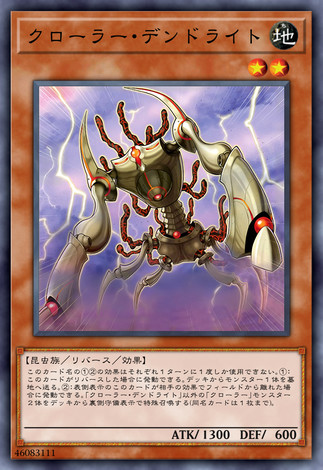 クローラー・デンドライト
地
【昆虫族／リバース／効果】
このカード名の①②の効果はそれぞれ１ターンに１度しか使用できない。①：
このカードがリバースした場合に発動できる。デッキからモンスター１体を墓
地へ送る。②：表側表示のこのカードが相手の効果でフィールドから離れた場
合に発動できる。「クローラー・デンドライト」以外の「クローラー」モンスター
２体をデッキから裏側守備表示で特殊召喚する(同名カードは１枚まで)。
ATK/ 1300 DEF/ 600
46083111